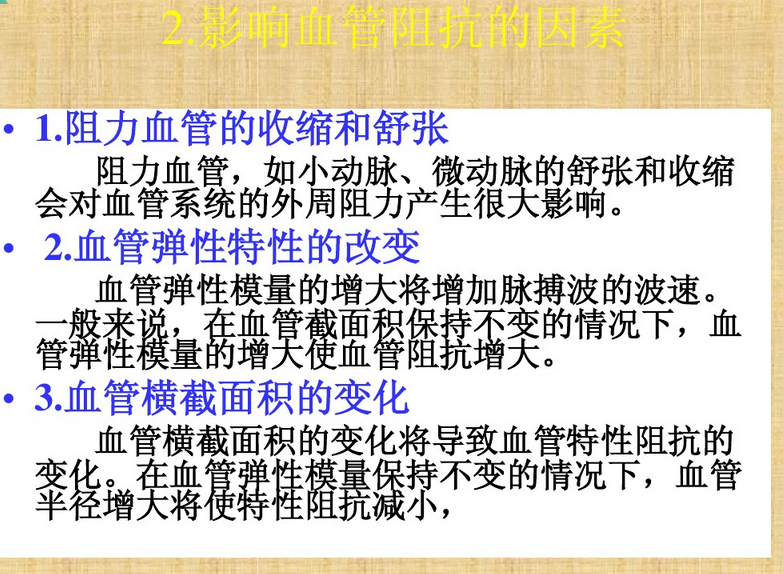 2.影响血管阻抗的因素
• 1.阻力血管的收缩和舒张
阻力血管，如小动脉、微动脉的舒张和收缩
会对血管系统的外周阻力产生很大影响。
• 2.血管弹性特性的改变
血管弹性模量的增大将增加脉搏波的波速。
一般来说，在血管截面积保持不变的情况下，血
管弹性模量的增大使血管阻抗增大。
• 3.血管横截面积的变化
血管横截面积的变化将导致血管特性阻抗的
变化。在血管弹性模量保持不变的情况下，血管
半径增大将使特性阻抗减小，